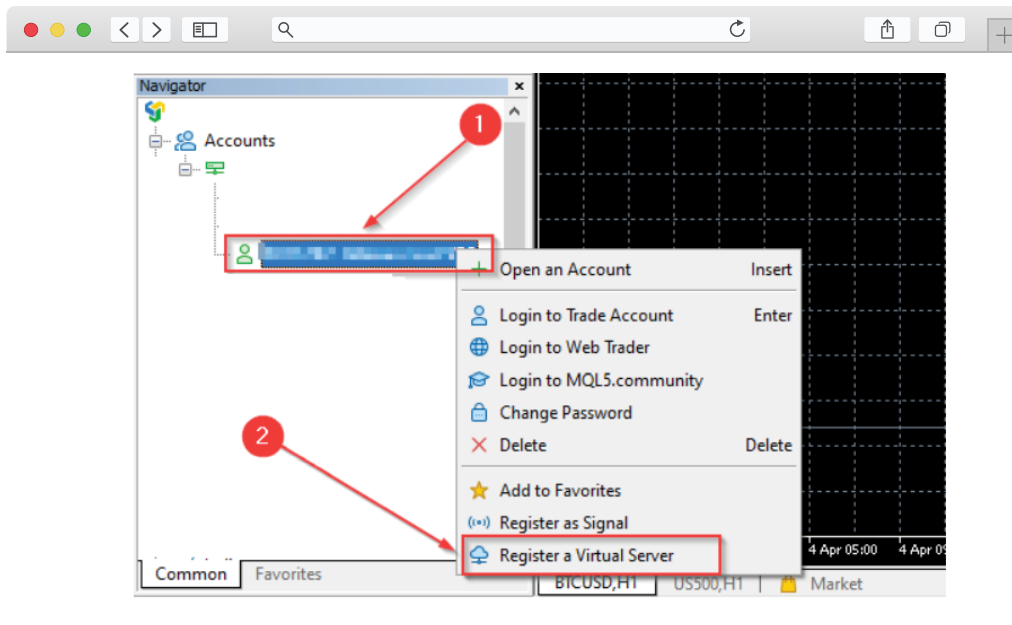 Navigator
1
Accounts
Open an Account Insert
Login to Trade Account Enter
Login to Web Trader
Login to MQL5.community
Change Password
2
Delete Delete
Add to Favorites
Register as Signal
Register a Virtual Server
4 Apr 05:00 4 Apr 09
Common Favorites
BTCUSD,H1 US500,H1 Market